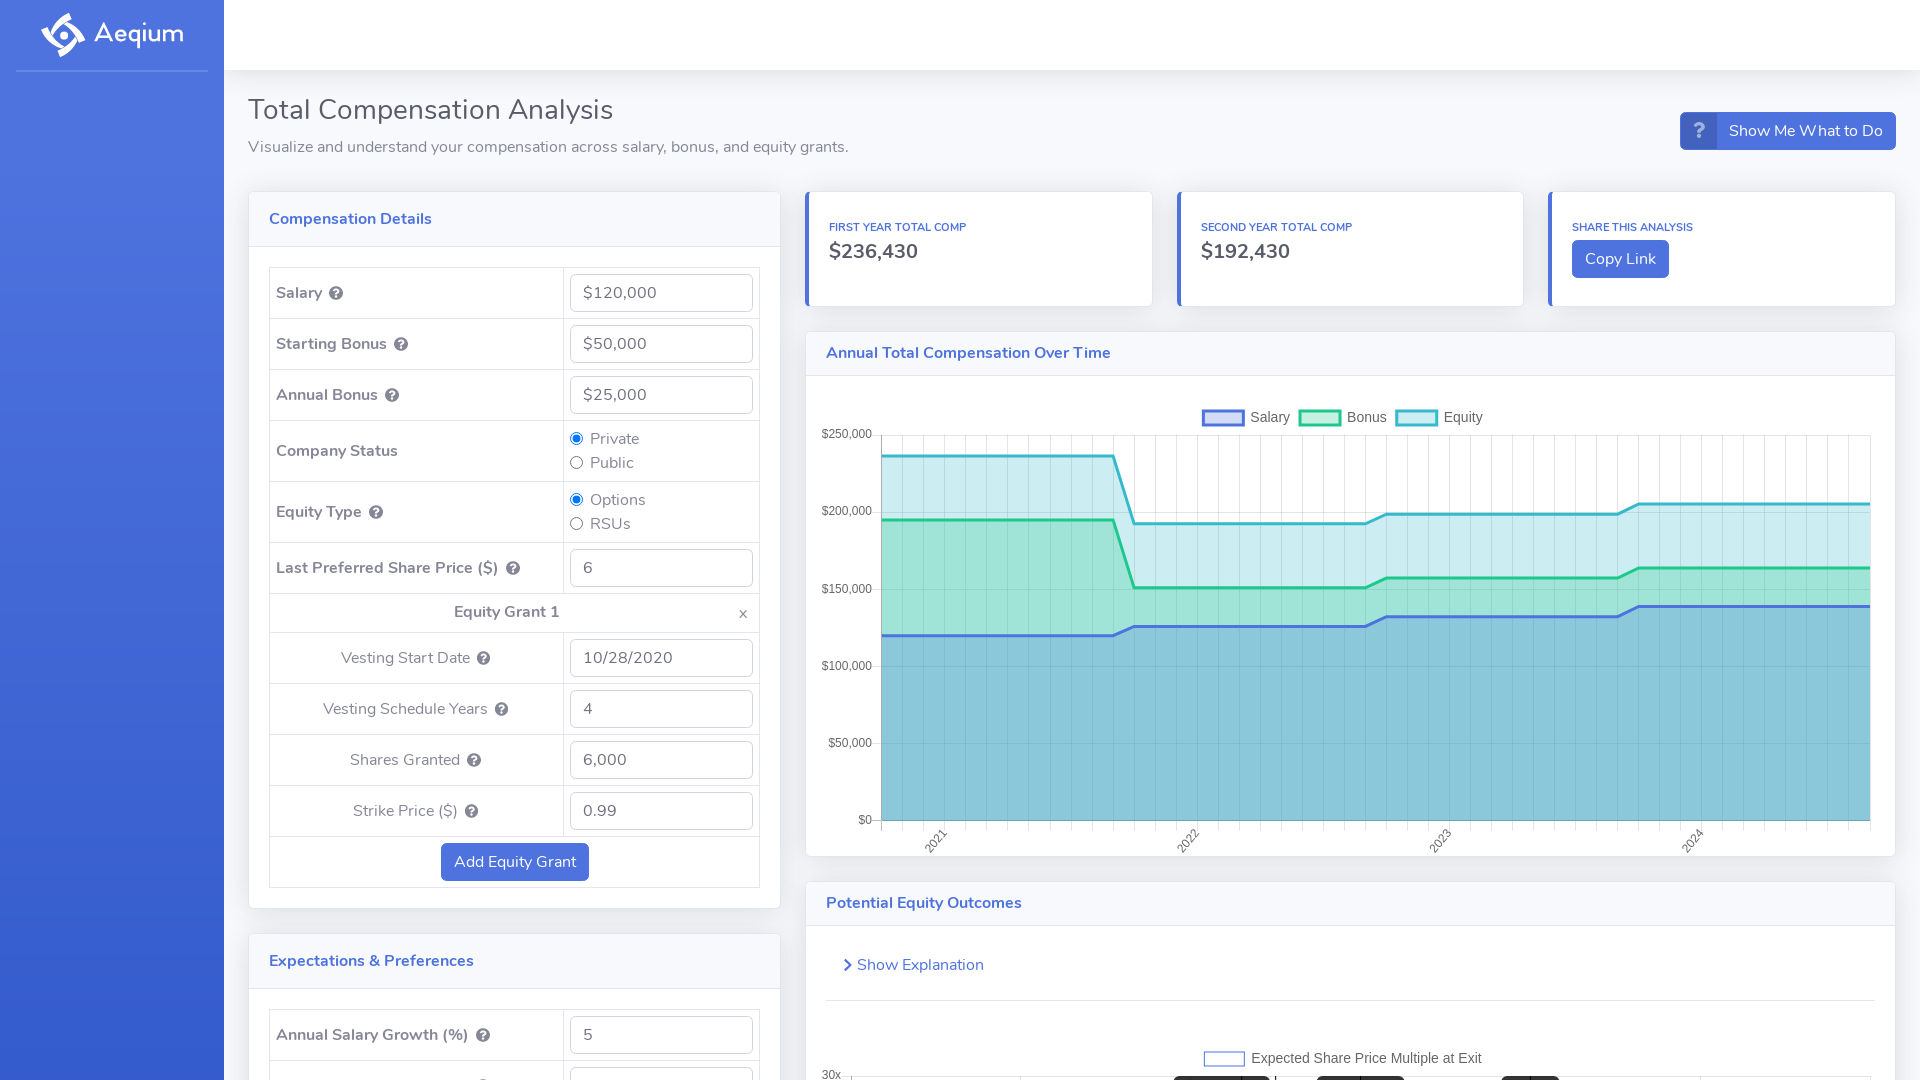 Aeqium
Total Compensation Analysis
Visualize and understand your compensation across salary, bonus, and equity grants.
? Show Me What to Do
Compensation Details
Salary ? $120,000
Starting Bonus ? $50,000
Annual Bonus ? $25,000
Company Status
Private
Public
Equity Type ?
Options
RSUs
Last Preferred Share Price ($) ? 6
Equity Grant 1 x
Vesting Start Date ? 10/28/2020
Vesting Schedule Years ? 4
Shares Granted ? 6,000
Strike Price ($) ? 0.99
Add Equity Grant
Expectations & Preferences
Annual Salary Growth (%) ? 5
FIRST YEAR TOTAL COMP
$236,430
SECOND YEAR TOTAL COMP
$192,430
SHARE THIS ANALYSIS
Copy Link
Annual Total Compensation Over Time
Salary Bonus Equity
$250,000
$200,000
$150,000
$100,000
$50,000
$0
2021 2022 2023 2024
Potential Equity Outcomes
Show Explanation
Expected Share Price Multiple at Exit
30x